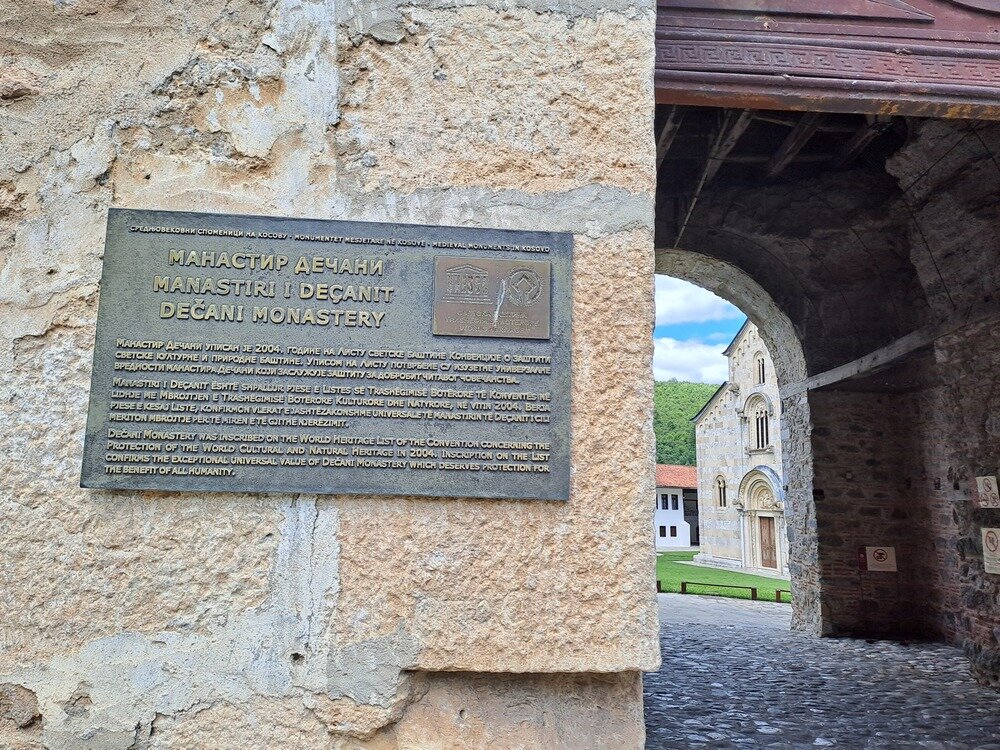 СРЕДЊОВЕКОВНИ СПОМЕНИЦИ НА КОСОВУ - MONUMENTET MESJETARE NË KOSOVË - MEDIEVAL MONUMENTS IN KOSOVO
МАНАСТИР ДЕЧАНИ
MANASTIRI I DEÇANIT
DEČANI MONASTERY
UNESCO
МАНАСТИР ДЕЧАНИ УПИСАН ЈЕ 2004. ГОДИНЕ НА ЛИСТУ СВЕТСКЕ БАШТИНЕ КОНВЕНЦИЈЕ О ЗАШТИТИ
СВЕТСКЕ КУЛТУРНЕ И ПРИРОДНЕ БАШТИНЕ. УПИСОМ НА ЛИСТУ ПОТВРЂЕНЕ СУ ИЗУЗЕТНЕ УНИВЕРЗАЛНЕ
ВРЕДНОСТИ МАНАСТИРА ДЕЧАНИ КОЈИ ЗАСЛУЖУЈЕ ЗАШТИТУ ЗА ДОБРОБИТ ЧИТАВОГ ЧОВЕЧАНСТВА.
MANASTIRI I DEÇANIT ËSHTË SHPALLUR PJESE E LISTES SË TRASHËGIMISË BOTËRORE TË KONVENTËS NË
LIDHJE ME MBROJTJEN E TRASHËGIMISË BOTËRORE KULTURORE DHE NATYRORE, NË VITIN 2004. BËRJA
PJESË E KËSAJ LISTE, KONFIRMON VLERAT E JASHTËZAKONSHME UNIVERSALE TË MANASTIRIT TË DEÇANIT I CILI
MERITON MBROJTJE PËR TË MIRËN E TË GJITHË NJERËZIMIT.
DEČANI MONASTERY WAS INSCRIBED ON THE WORLD HERITAGE LIST OF THE CONVENTION CONCERNING THE
PROTECTION OF THE WORLD CULTURAL AND NATURAL HERITAGE IN 2004. INSCRIPTION ON THE LIST
CONFIRMS THE EXCEPTIONAL UNIVERSAL VALUE OF DEČANI MONASTERY WHICH DESERVES PROTECTION FOR
THE BENEFIT OF ALL HUMANITY.